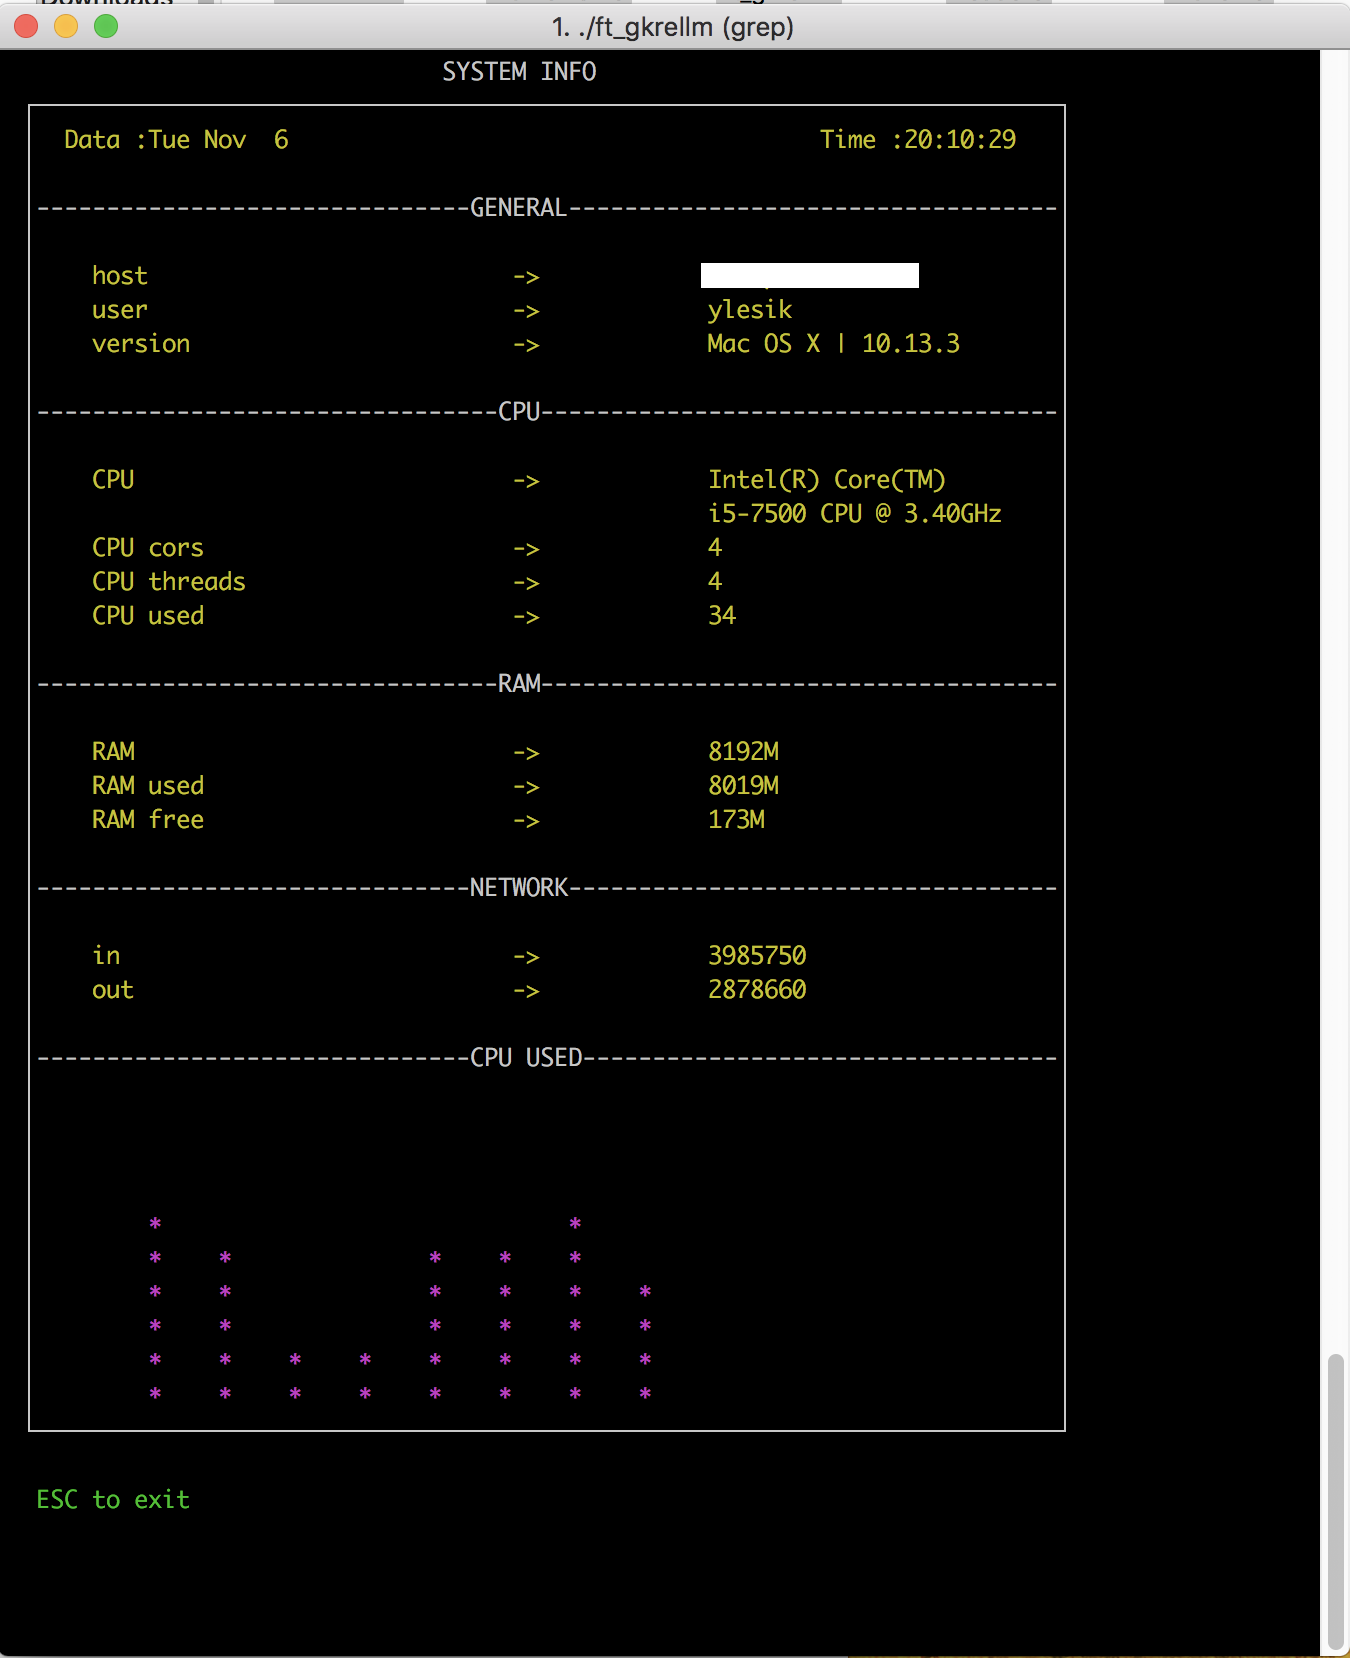 Downloads
1. ./ft_gkrellm (grep)
SYSTEM INFO
Data :Tue Nov  6 Time :20:10:29
-------------------------------GENERAL-----------------------------------
host ->
user -> ylesik
version -> Mac OS X | 10.13.3
---------------------------------CPU-------------------------------------
CPU -> Intel(R) Core(TM)
i5-7500 CPU @ 3.40GHz
CPU cors -> 4
CPU threads -> 4
CPU used -> 34
---------------------------------RAM-------------------------------------
RAM -> 8192M
RAM used -> 8019M
RAM free -> 173M
-------------------------------NETWORK-----------------------------------
in -> 3985750
out -> 2878660
-------------------------------CPU USED----------------------------------
* *
* * * * *
* * * * * *
* * * * * *
* * * * * * * *
* * * * * * * *
ESC to exit